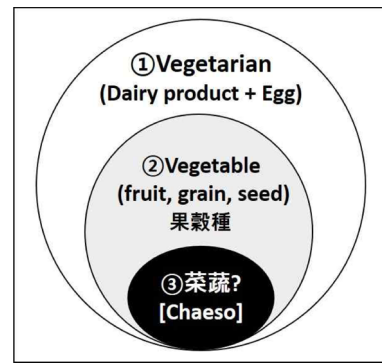 ①Vegetarian
(Dairy product + Egg)
②Vegetable
(fruit, grain, seed)
果穀種
③菜蔬?
[Chaeso]